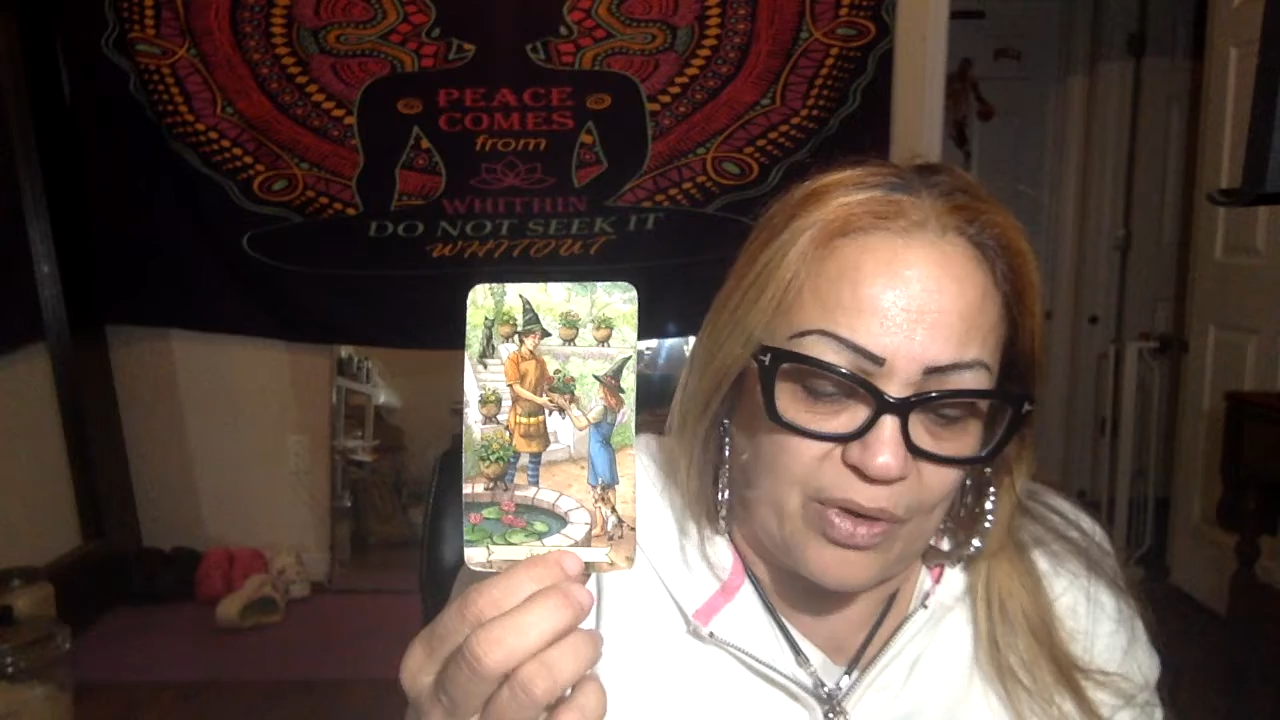 PEACE
COMES
from
WHITHIN
DO NOT SEEK IT
WHITOUT